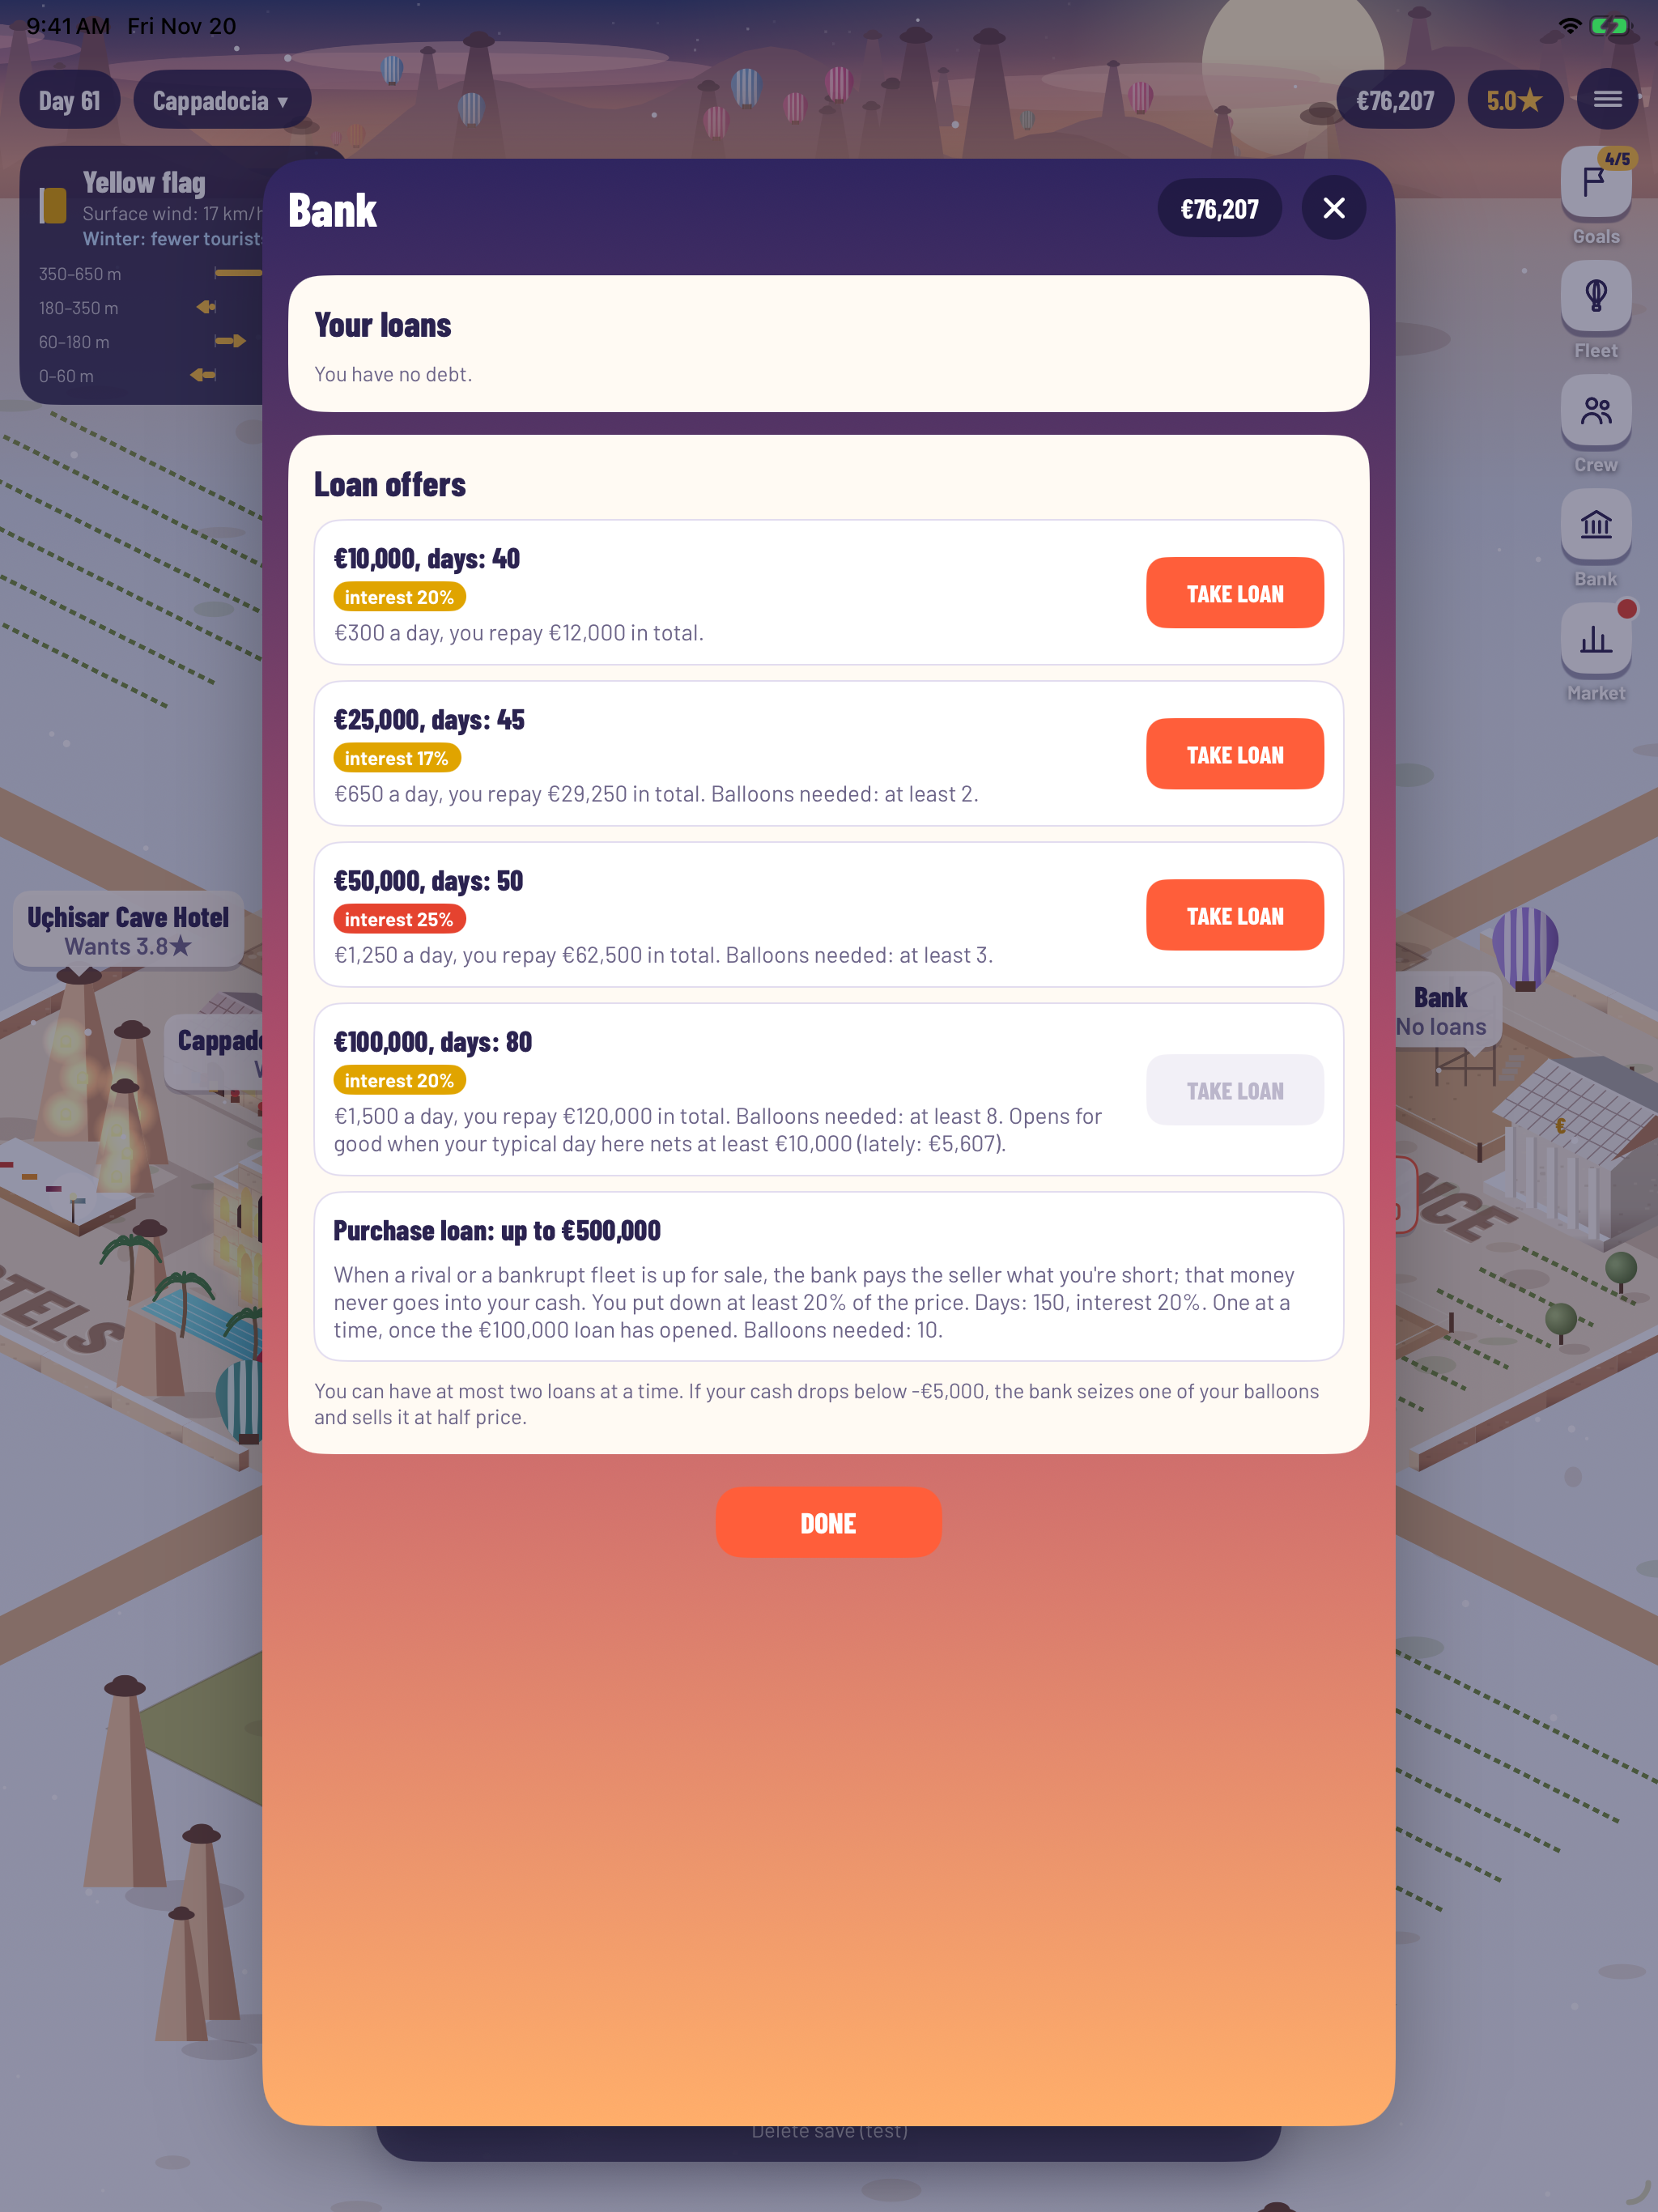 9:41 AM Fri Nov 20
Day 61
Cappadocia ▾
€76,207
5.0★
Yellow flag
Surface wind: 17 km/h
Winter: fewer tourists
350–650 m
180–350 m
60–180 m
0–60 m
4/5
Goals
Fleet
Crew
Bank
Market
Bank
€76,207
Your loans
You have no debt.
Loan offers
€10,000, days: 40
interest 20%
€300 a day, you repay €12,000 in total.
TAKE LOAN
€25,000, days: 45
interest 17%
€650 a day, you repay €29,250 in total. Balloons needed: at least 2.
TAKE LOAN
€50,000, days: 50
interest 25%
€1,250 a day, you repay €62,500 in total. Balloons needed: at least 3.
TAKE LOAN
€100,000, days: 80
interest 20%
€1,500 a day, you repay €120,000 in total. Balloons needed: at least 8. Opens for
good when your typical day here nets at least €10,000 (lately: €5,607).
TAKE LOAN
Purchase loan: up to €500,000
When a rival or a bankrupt fleet is up for sale, the bank pays the seller what you're short; that money
never goes into your cash. You put down at least 20% of the price. Days: 150, interest 20%. One at a
time, once the €100,000 loan has opened. Balloons needed: 10.
You can have at most two loans at a time. If your cash drops below -€5,000, the bank seizes one of your balloons
and sells it at half price.
DONE
Uçhisar Cave Hotel
Wants 3.8★
Bank
No loans
€
Delete save (test)